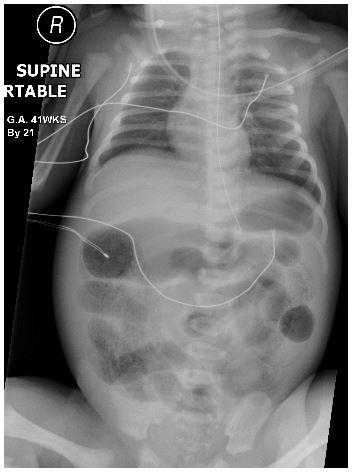 R
SUPINE
RTABLE
G.A. 41WKS
By 21